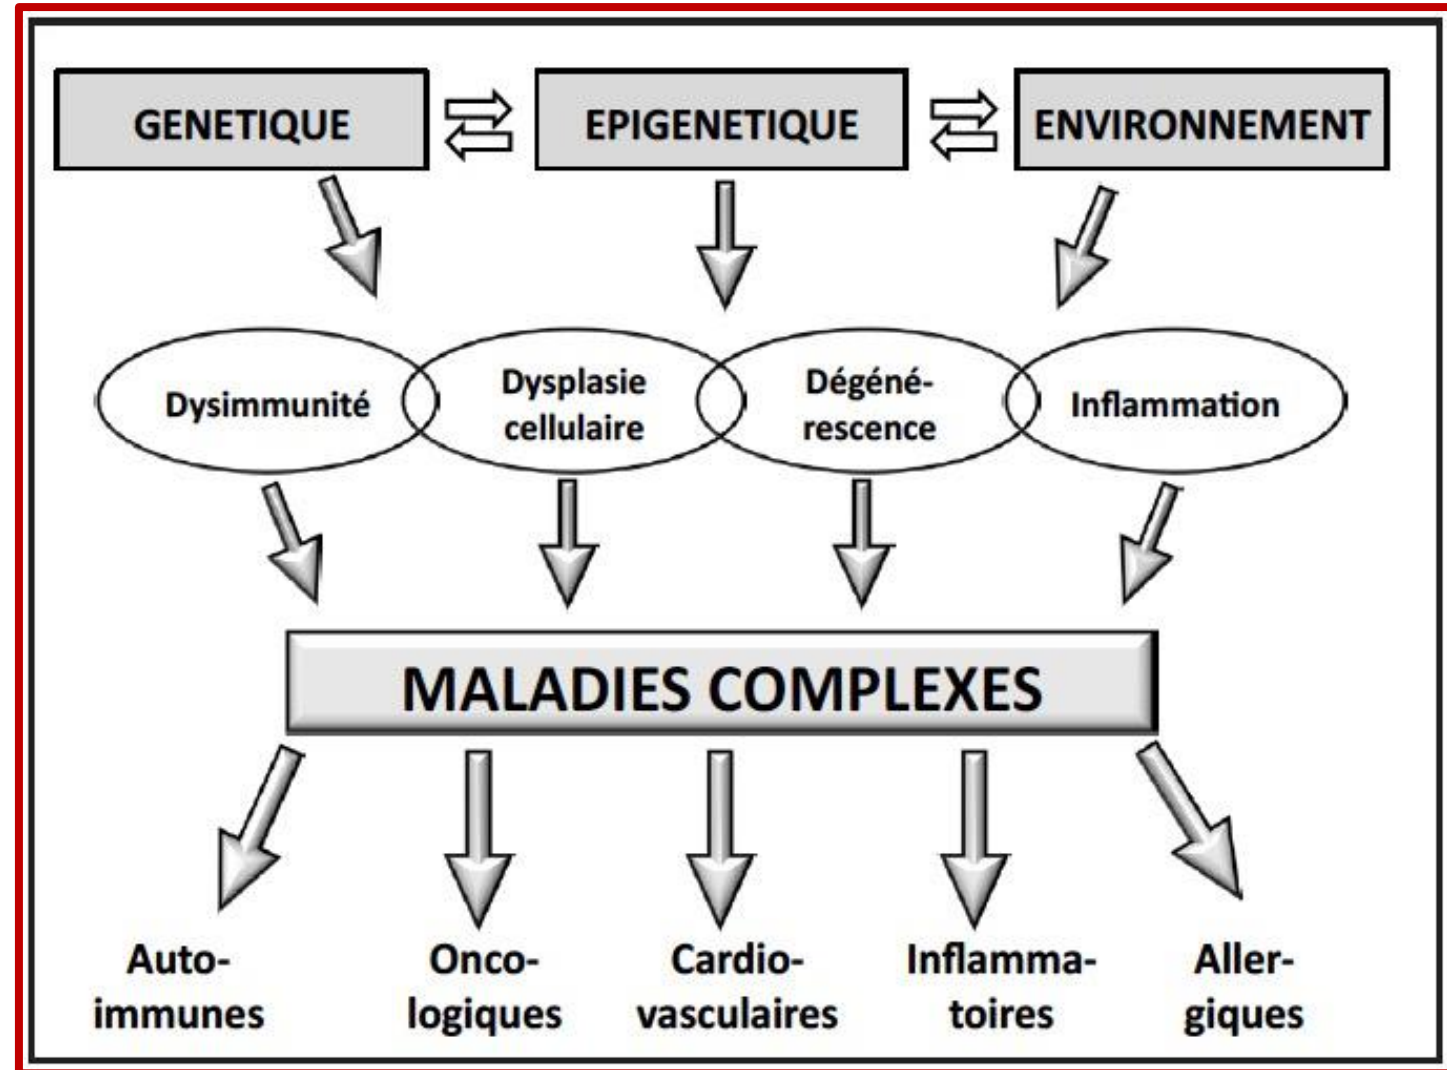 GENETIQUE
EPIGENETIQUE
ENVIRONNEMENT
Dysimmunité
Dysplasie
cellulaire
Dégéné-
rescence
Inflammation
MALADIES COMPLEXES
Auto-
immunes
Onco-
logiques
Cardio-
vasculaires
Inflamma-
toires
Aller-
giques